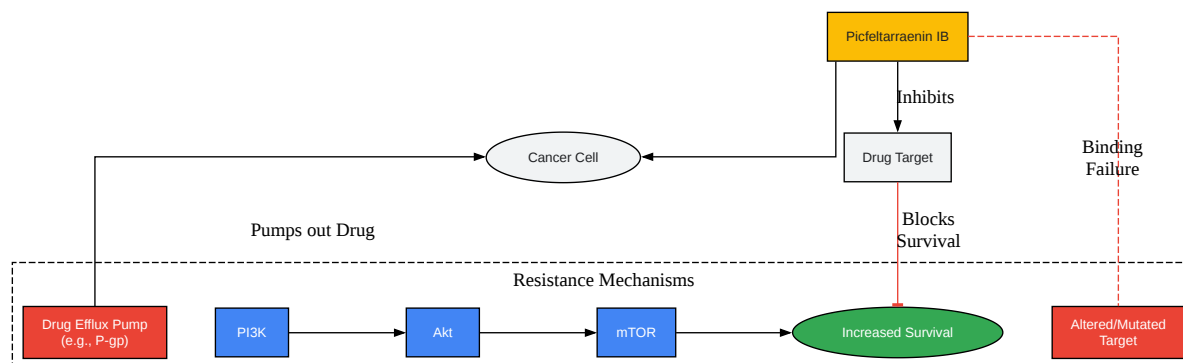 Picfeltarraenin IB
Inhibits
Cancer Cell
Drug Target
Binding
Failure
Pumps out Drug
Blocks
Survival
Resistance Mechanisms
Drug Efflux Pump
(e.g., P-gp)
PI3K
Akt
mTOR
Increased Survival
Altered/Mutated
Target